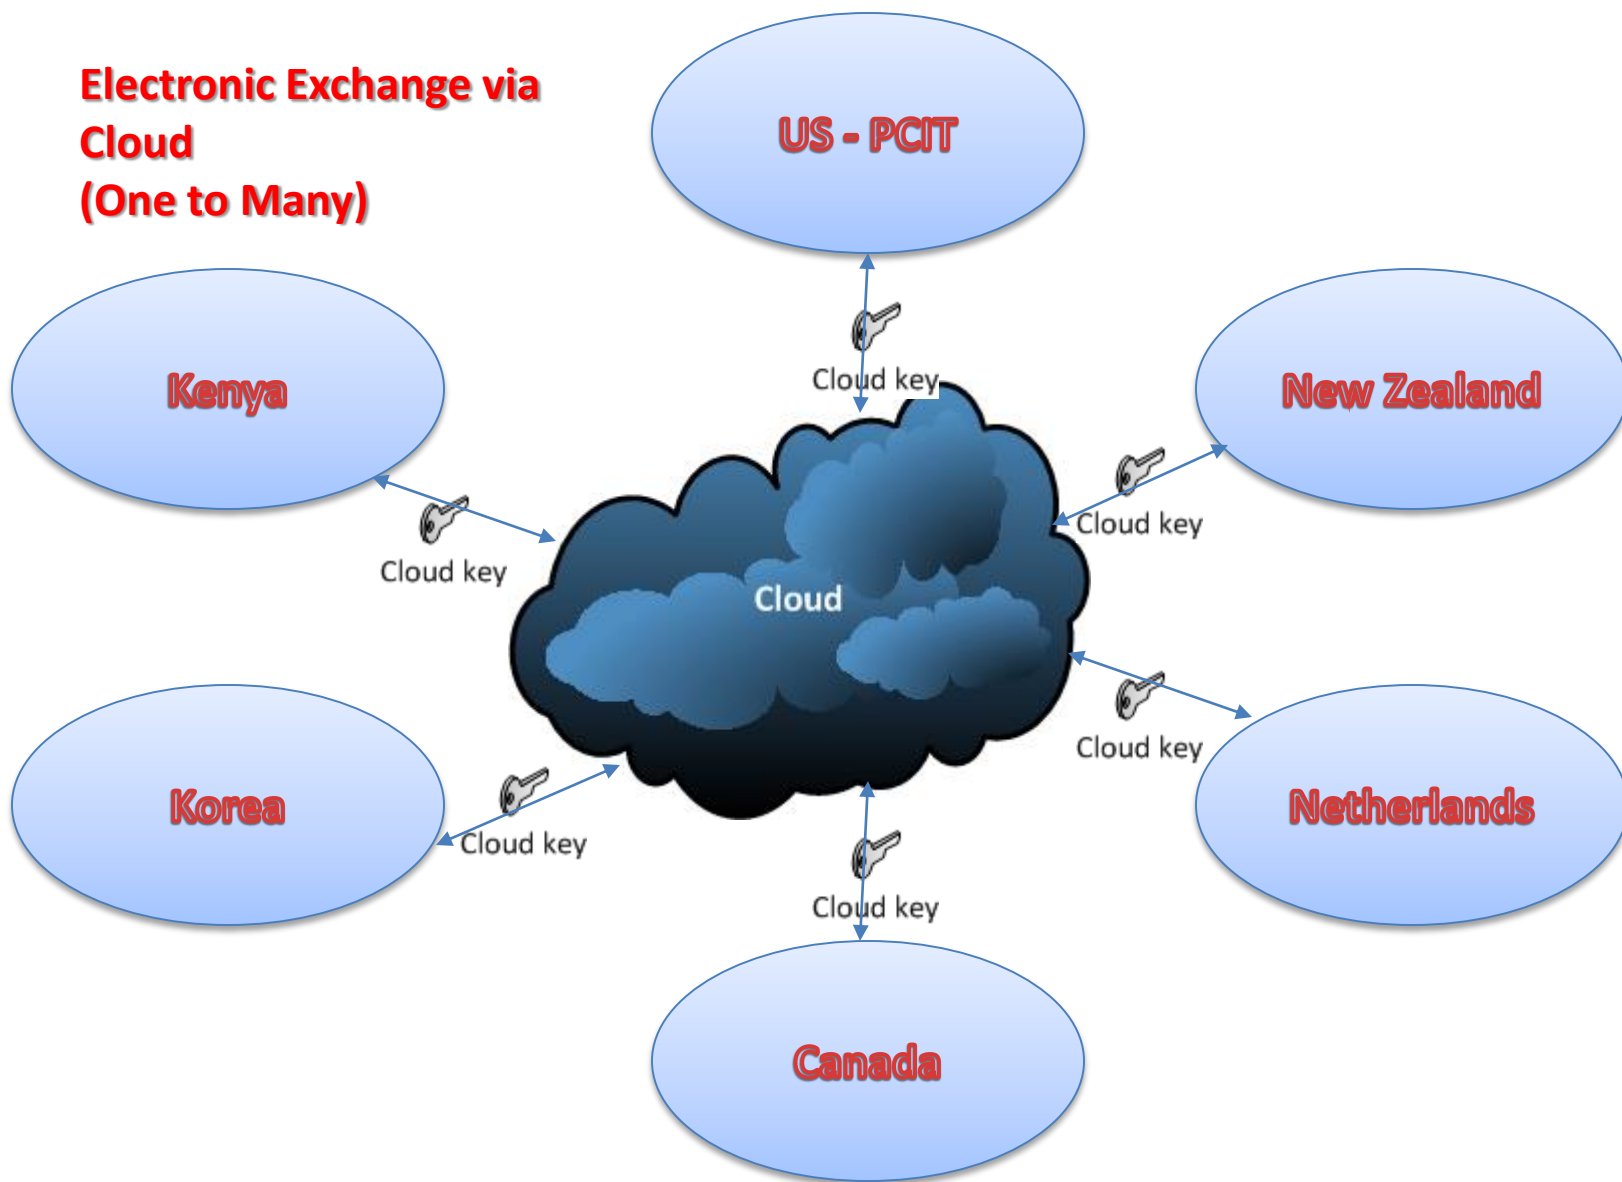 Electronic Exchange via
Cloud
(One to Many)
US - PCIT
Kenya
New Zealand
Cloud key
Cloud key
Cloud key
Cloud
Cloud key
Korea
Netherlands
Cloud key
Cloud key
Canada